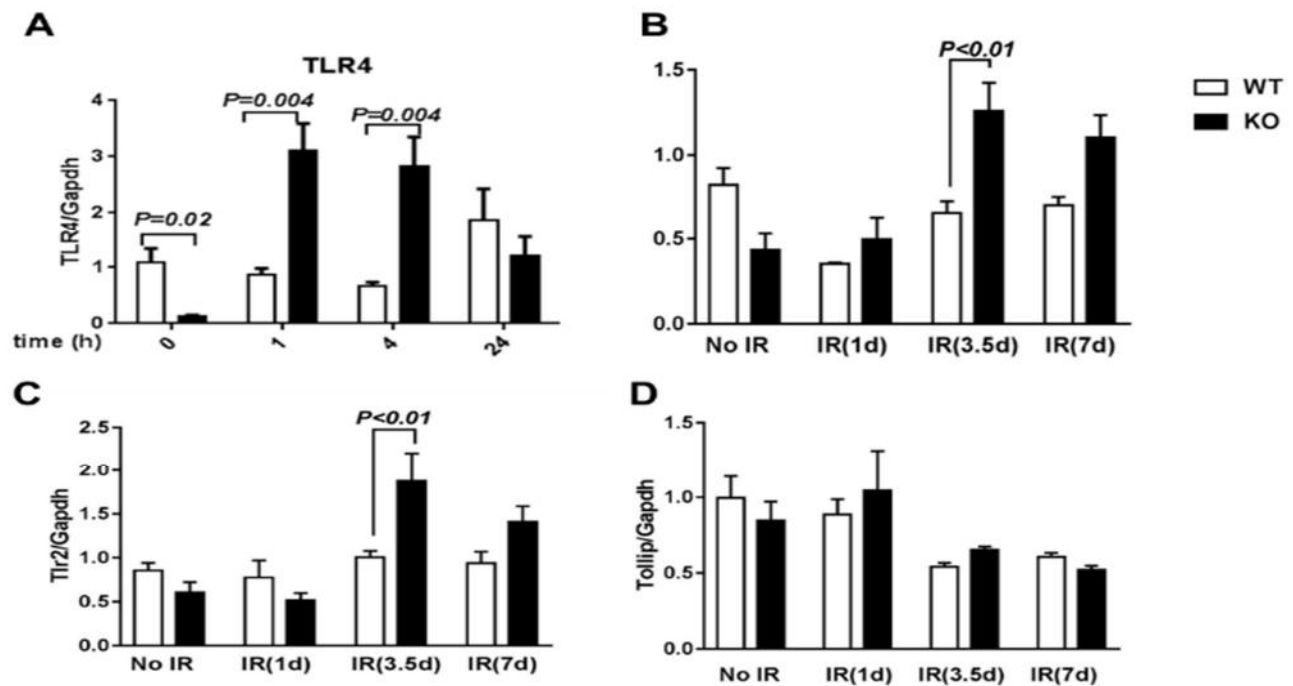 A
TLR4
TLR4/Gapdh
4
3
2
1
0
P=0.02
P=0.004
P=0.004
time (h)
0
1
4
24
B
1.5
1.0
0.5
0.0
P<0.01
No IR
IR(1d)
IR(3.5d)
IR(7d)
WT
KO
C
Tlr2/Gapdh
2.5
2.0
1.5
1.0
0.5
0.0
P<0.01
No IR
IR(1d)
IR(3.5d)
IR(7d)
D
Tollip/Gapdh
1.5
1.0
0.5
0.0
No IR
IR(1d)
IR(3.5d)
IR(7d)